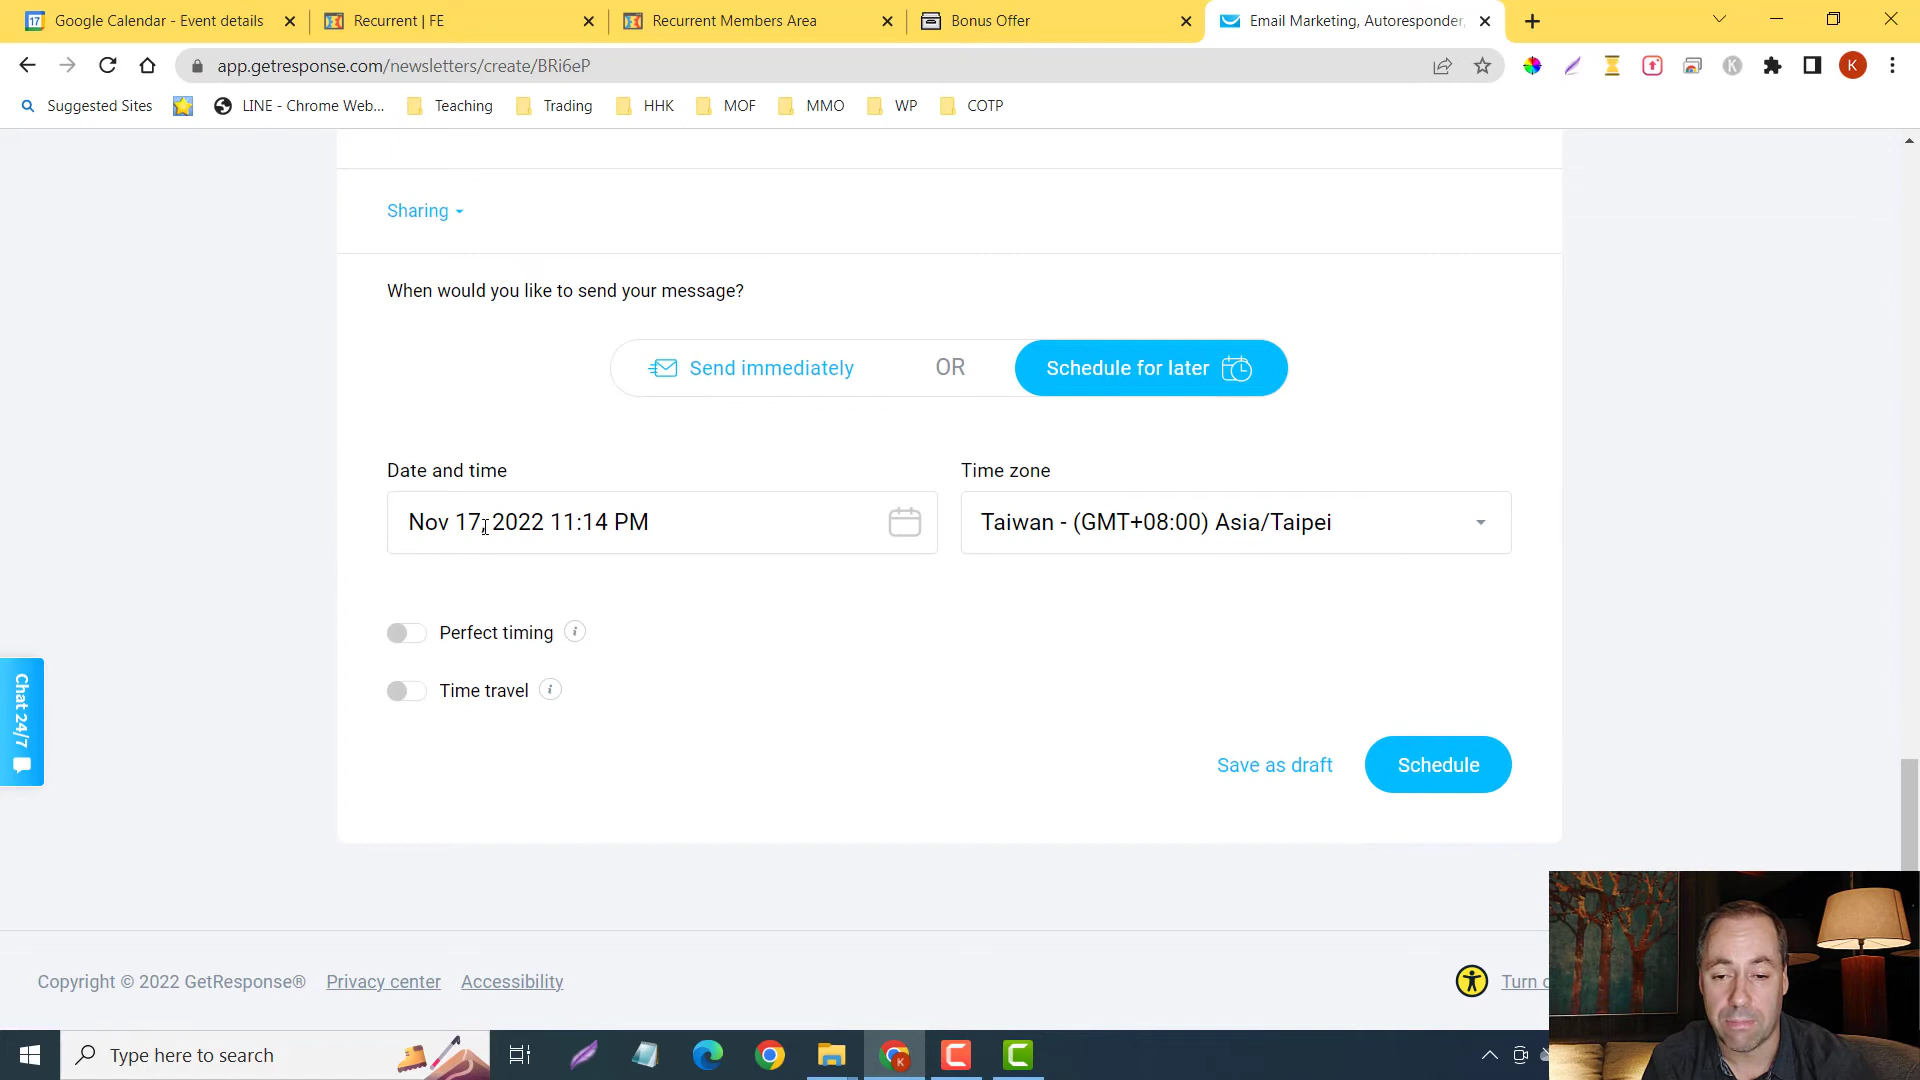 Google Calendar - Event details
Recurrent | FE
Recurrent Members Area
Bonus Offer
Email Marketing, Autoresponder,
app.getresponse.com/newsletters/create/BRi6eP
K
K
Suggested Sites
LINE - Chrome Web...
Teaching
Trading
HHK
MOF
MMO
WP
COTP
Sharing
When would you like to send your message?
Send immediately
OR
Schedule for later
Date and time
Time zone
Nov 17, 2022 11:14 PM
Taiwan - (GMT+08:00) Asia/Taipei
Perfect timing
Time travel
Chat 24/7
Save as draft
Schedule
Copyright © 2022 GetResponse®
Privacy center
Accessibility
Turn
Type here to search